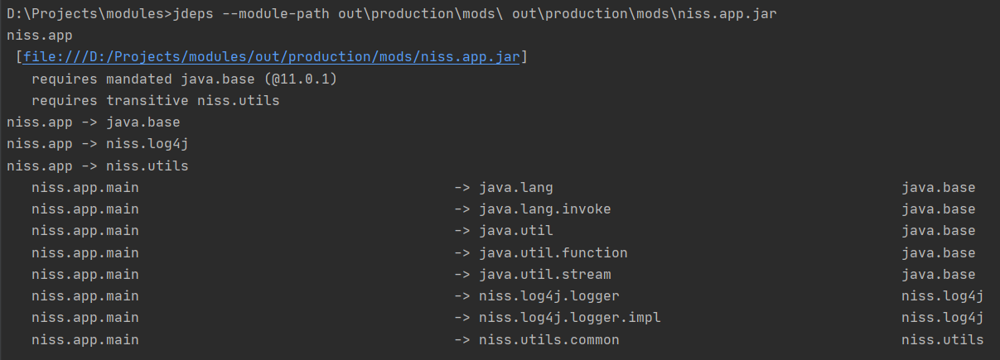 D:\Projects\modules>jdeps --module-path out\production\mods\ out\production\mods\niss.app.jar
niss.app
 [file:///D:/Projects/modules/out/production/mods/niss.app.jar]
   requires mandated java.base (@11.0.1)
   requires transitive niss.utils
niss.app -> java.base
niss.app -> niss.log4j
niss.app -> niss.utils
   niss.app.main                                      -> java.lang                                          java.base
   niss.app.main                                      -> java.lang.invoke                                   java.base
   niss.app.main                                      -> java.util                                          java.base
   niss.app.main                                      -> java.util.function                                 java.base
   niss.app.main                                      -> java.util.stream                                   java.base
   niss.app.main                                      -> niss.log4j.logger                                  niss.log4j
   niss.app.main                                      -> niss.log4j.logger.impl                             niss.log4j
   niss.app.main                                      -> niss.utils.common                                  niss.utils